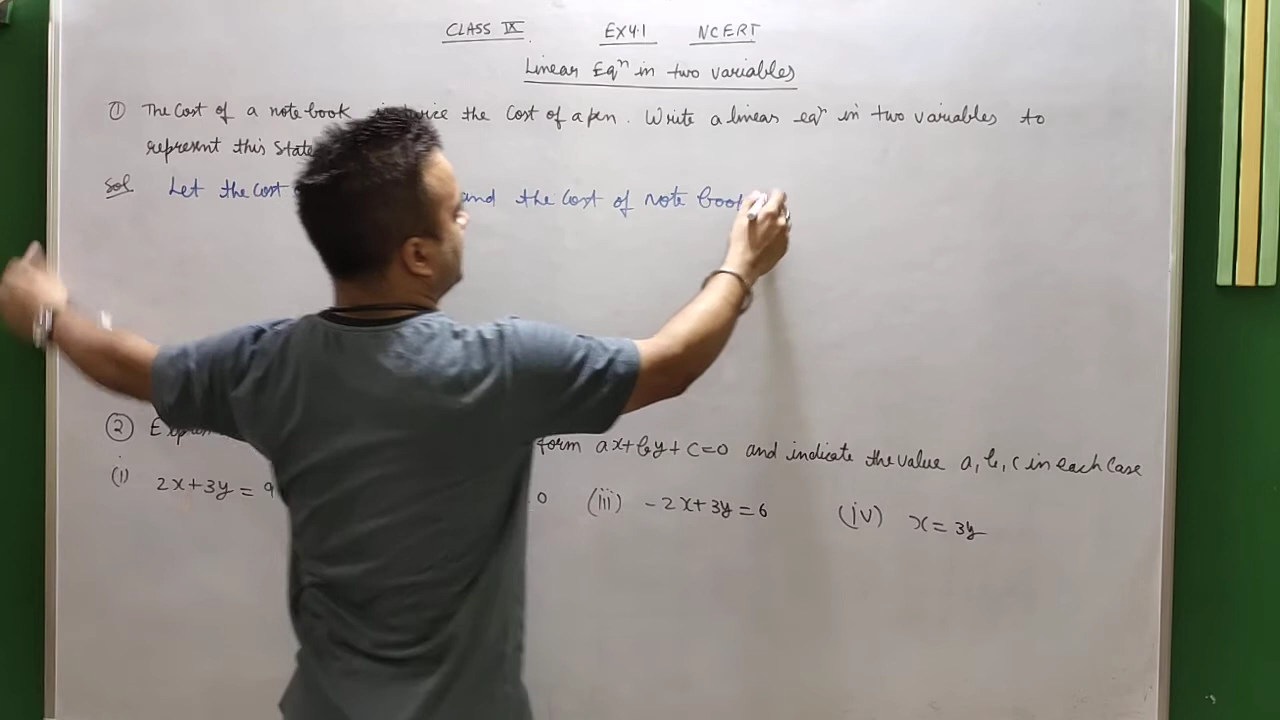 CLASS IX EX4.1 NCERT
Linear Eqⁿ in two variables
① The Cost of a note book the Cost of a pen. Write a linear eqⁿ in two variables to
represent this
Sol. Let the cost and the Cost of note book
②
form ax+by+c=0 and indicate the value a, b, c in each Case
(i) 2x+3y=9 (iii) -2x+3y=6 (iv) x=3y